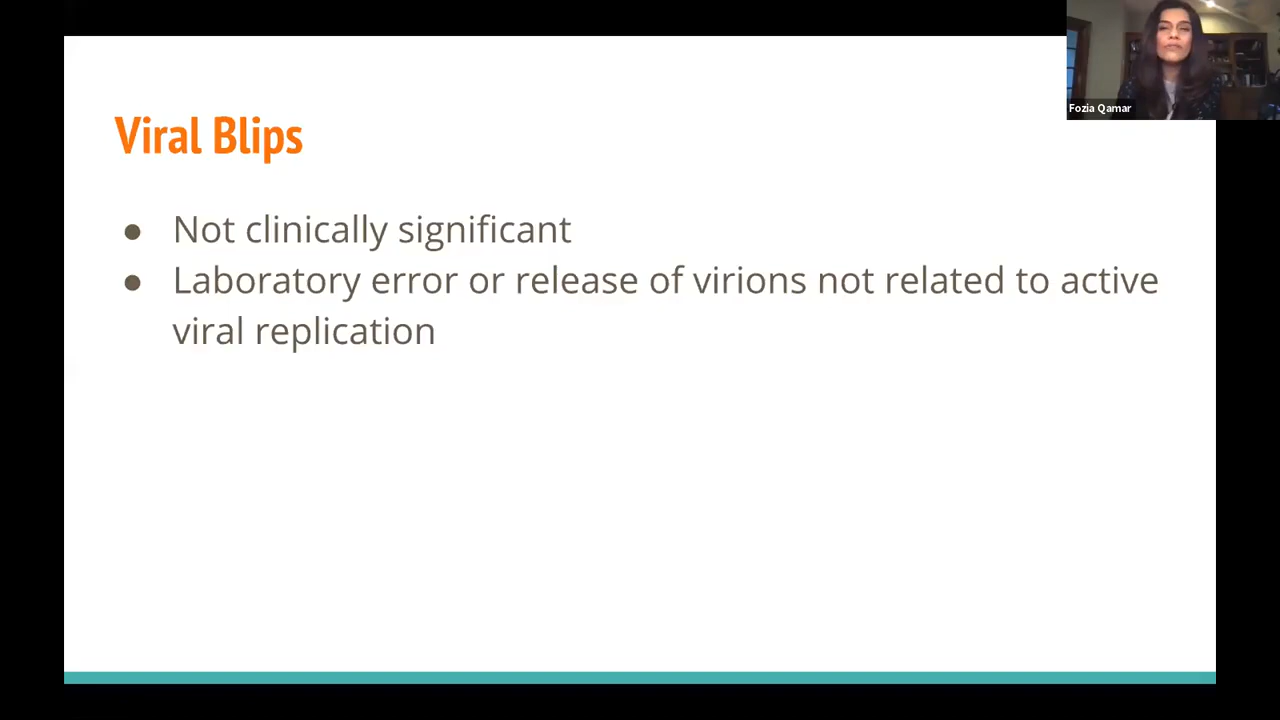 Fozia Qamar
Viral Blips
● Not clinically significant
● Laboratory error or release of virions not related to active
viral replication